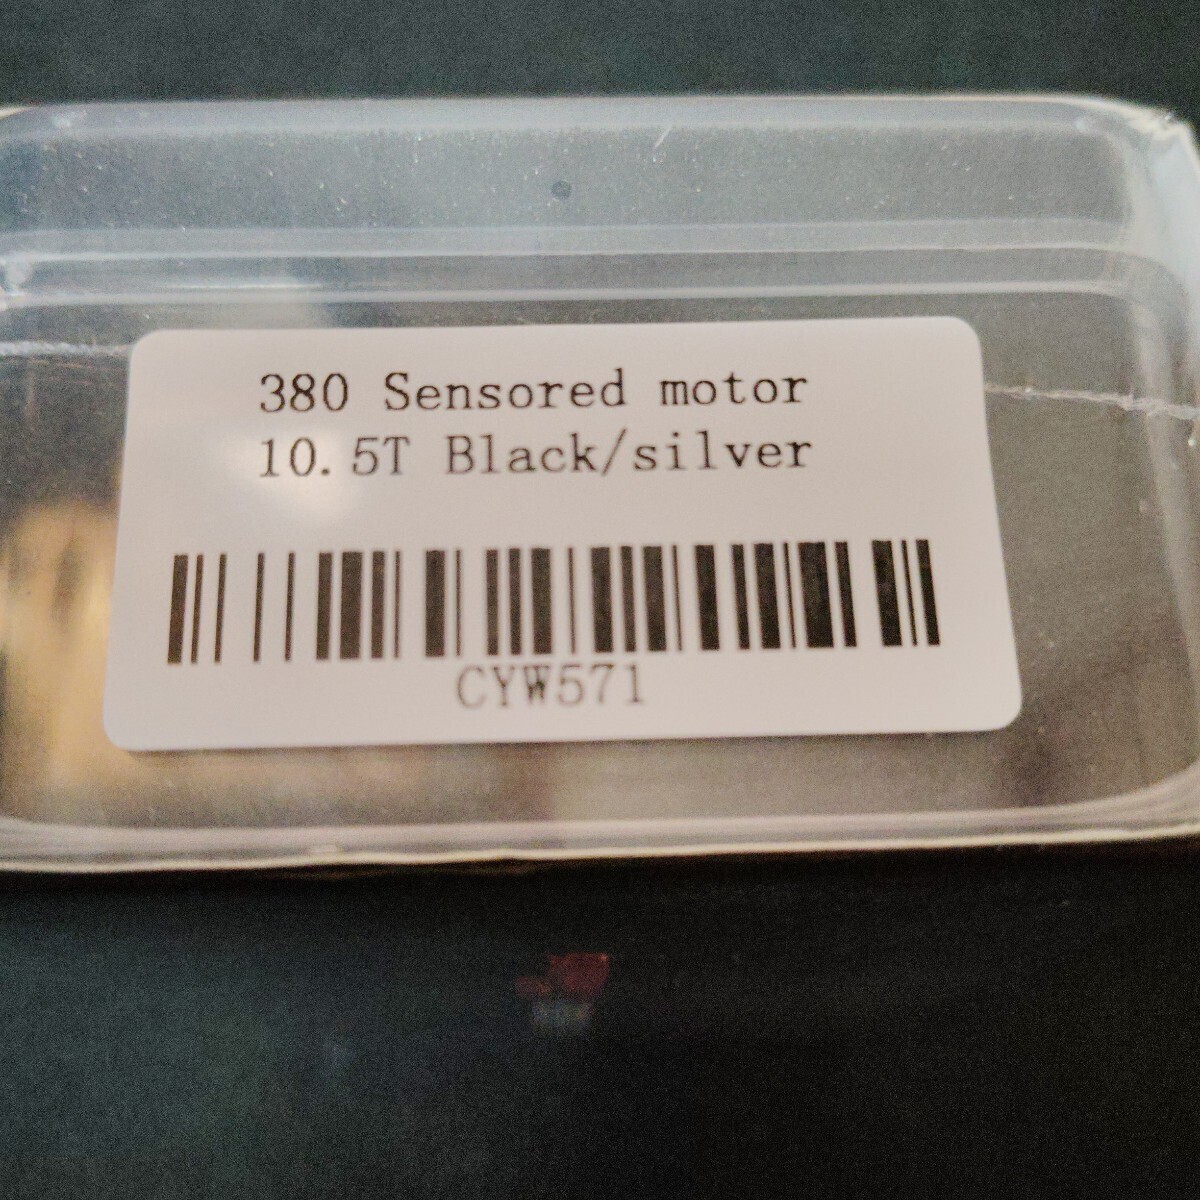 380 Sensored motor
10.5T Black/silver
CYW571